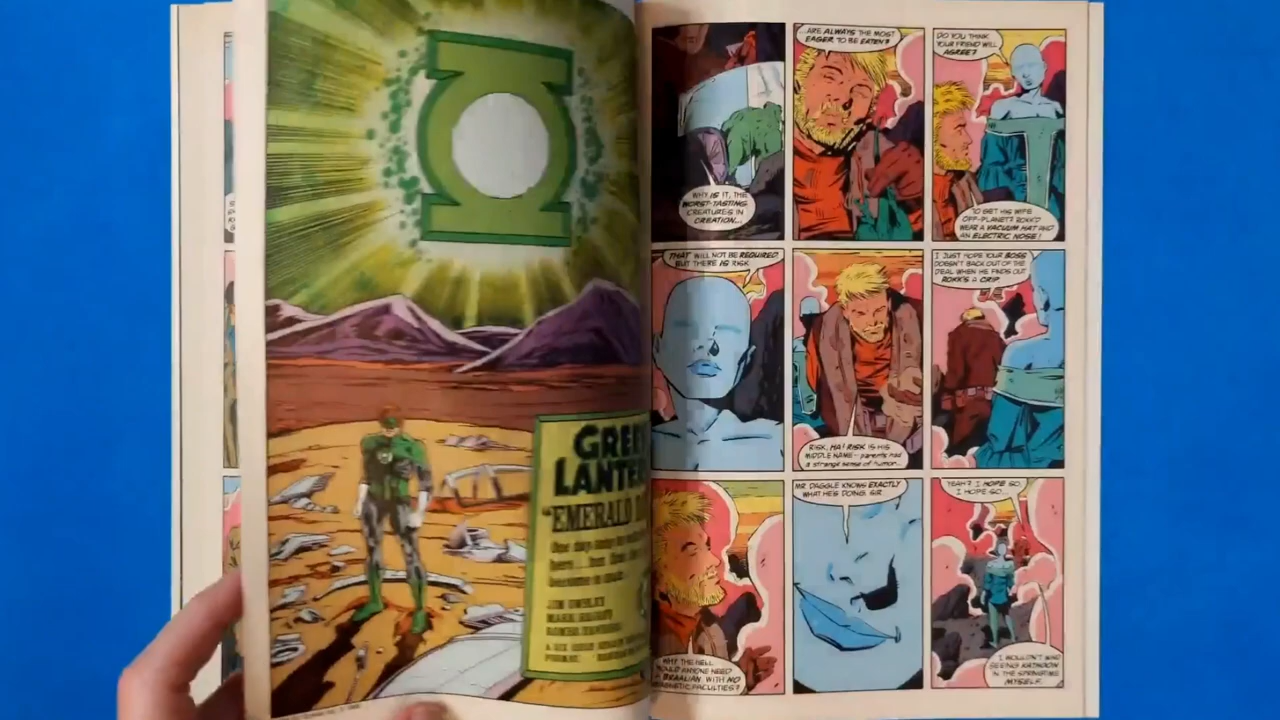 GREEN
LANTE
"EMERALD
JIM OWSLEY
MARK BRIGHT
ROMEO
WHY IS IT, THE
WORST-TASTING
CREATURES IN
CREATION...
...ARE ALWAYS THE MOST
EAGER TO BE EATEN?
DO YOU THINK
YOUR FRIEND WILL
AGREE?
TO GET HIS WIFE
OFF-PLANET? ROKK'D
WEAR A VACUUM HAT AND
AN ELECTRIC NOSE!
THAT WILL NOT BE REQUIRED
BUT THERE IS RISK.
RISK, HA! RISK IS HIS
MIDDLE NAME-- parents had
a strange sense of humor...
I JUST HOPE YOUR BOSS
DOESN'T BACK OUT OF THE
DEAL WHEN HE FINDS OUT
ROKK'S A CRIP.
WHY THE HELL
WOULD ANYONE NEED
A BRAALIAN WITH NO
MAGNETIC FACULTIES?
MR. DAGGLE KNOWS EXACTLY
WHAT HE'S DOING, SIR.
YEAH? I HOPE SO,
I HOPE SO...
I WOULDN'T MIND
SEEING KATHOON
IN THE SPRINGTIME
MYSELF.